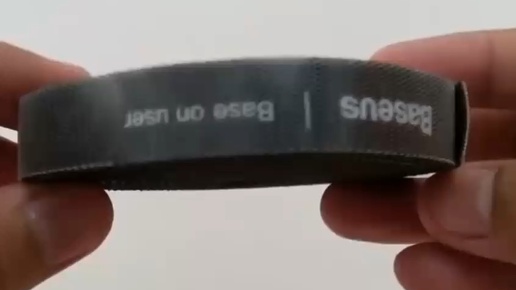 Baseus | Base on user